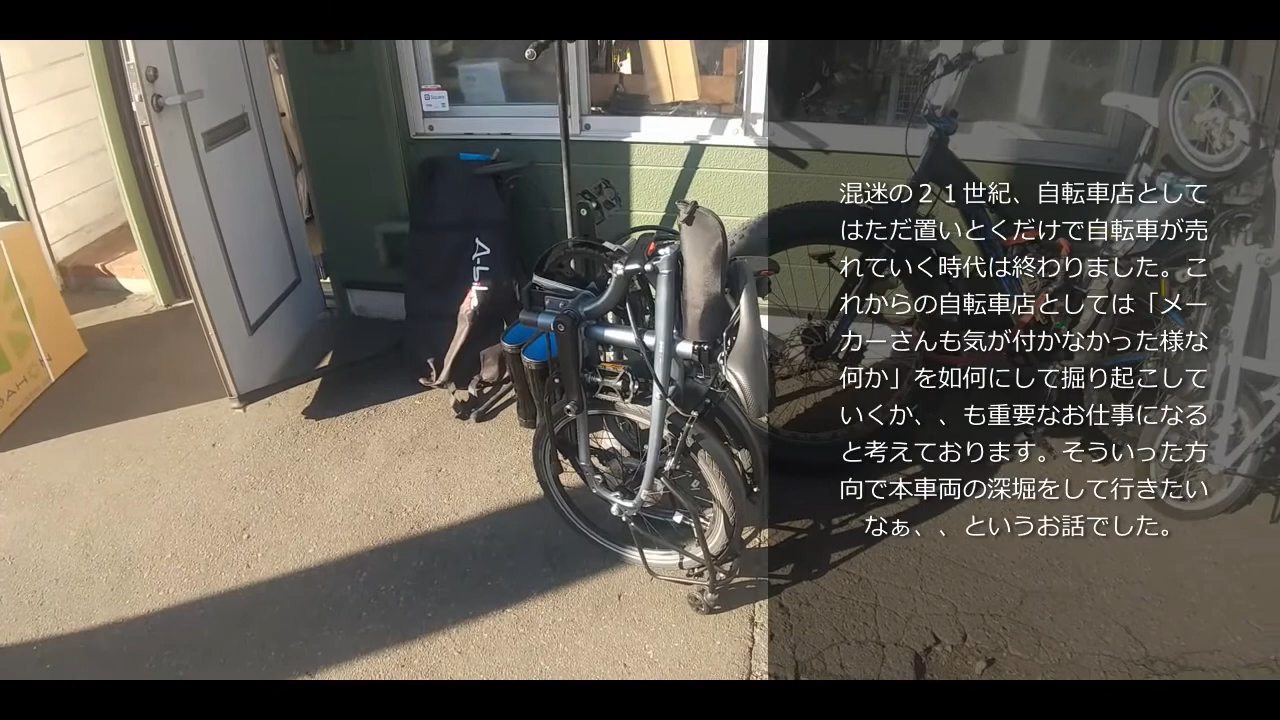 混迷の２１世紀、自転車店として
はただ置いとくだけで自転車が売
れていく時代は終わりました。こ
れからの自転車店としては「メー
カーさんも気が付かなかった様な
何か」を如何にして掘り起こして
いくか、、も重要なお仕事になる
と考えております。そういった方
向で本車両の深堀をして行きたい
なぁ、、というお話でした。